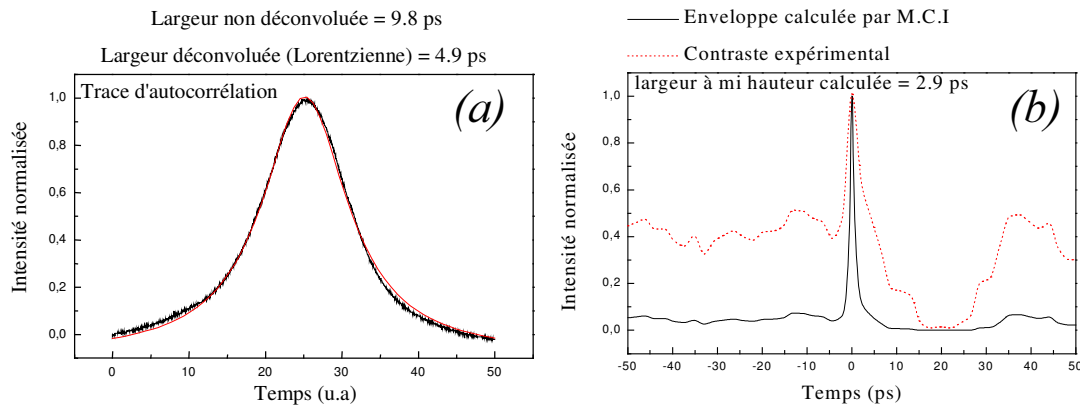 Largeur non déconvoluée = 9.8 ps
Largeur déconvoluée (Lorentzienne) = 4.9 ps
Trace d'autocorrélation
(a)
Intensité normalisée
1,0
0,8
0,6
0,4
0,2
0,0
0 10 20 30 40 50
Temps (u.a)
Enveloppe calculée par M.C.I
Contraste expérimental
largeur à mi hauteur calculée = 2.9 ps
(b)
Intensité normalisée
1,0
0,8
0,6
0,4
0,2
0,0
-50 -40 -30 -20 -10 0 10 20 30 40 50
Temps (ps)